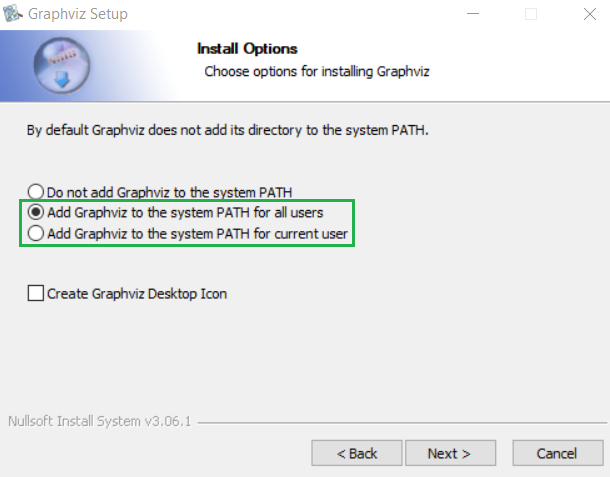 Graphviz Setup
Install Options
Choose options for installing Graphviz
By default Graphviz does not add its directory to the system PATH.
Do not add Graphviz to the system PATH
Add Graphviz to the system PATH for all users
Add Graphviz to the system PATH for current user
Create Graphviz Desktop Icon
Nullsoft Install System v3.06.1
< Back Next > Cancel